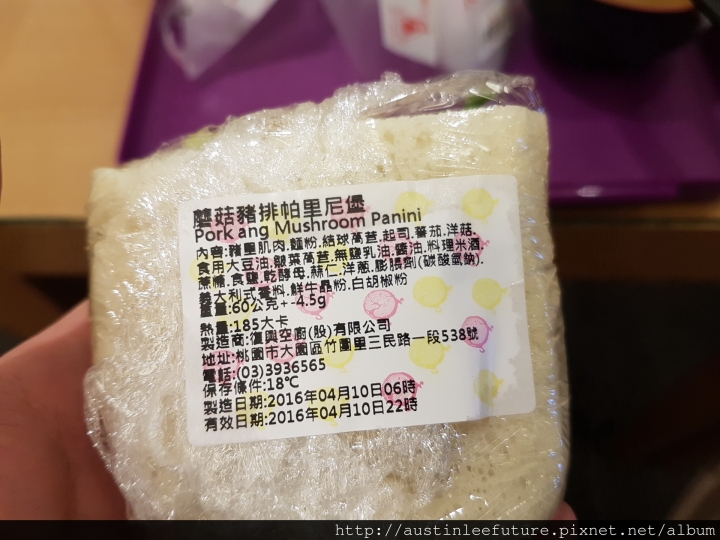 蘑菇豬排帕里尼堡
Pork ang Mushroom Panini
內容:豬里肌肉.麵粉.結球萵苣.起司.蕃茄.洋菇.
食用大豆油.皺葉萵苣.無鹽乳油.醬油.料理米酒
蔗糖.食鹽.乾酵母.蒜仁.洋蔥.膨脹劑(碳酸氫鈉).
義大利式香料.鮮牛晶粉.白胡椒粉
重量:60公克+-4.5g
熱量:185大卡
製造商:復興空廚(股)有限公司
地址:桃園市大園區竹圍里三民路一段538號
電話:(03)3936565
保存條件:18℃
製造日期:2016年04月10日06時
有效日期:2016年04月10日22時
http://austinleefuture.pixnet.net/album